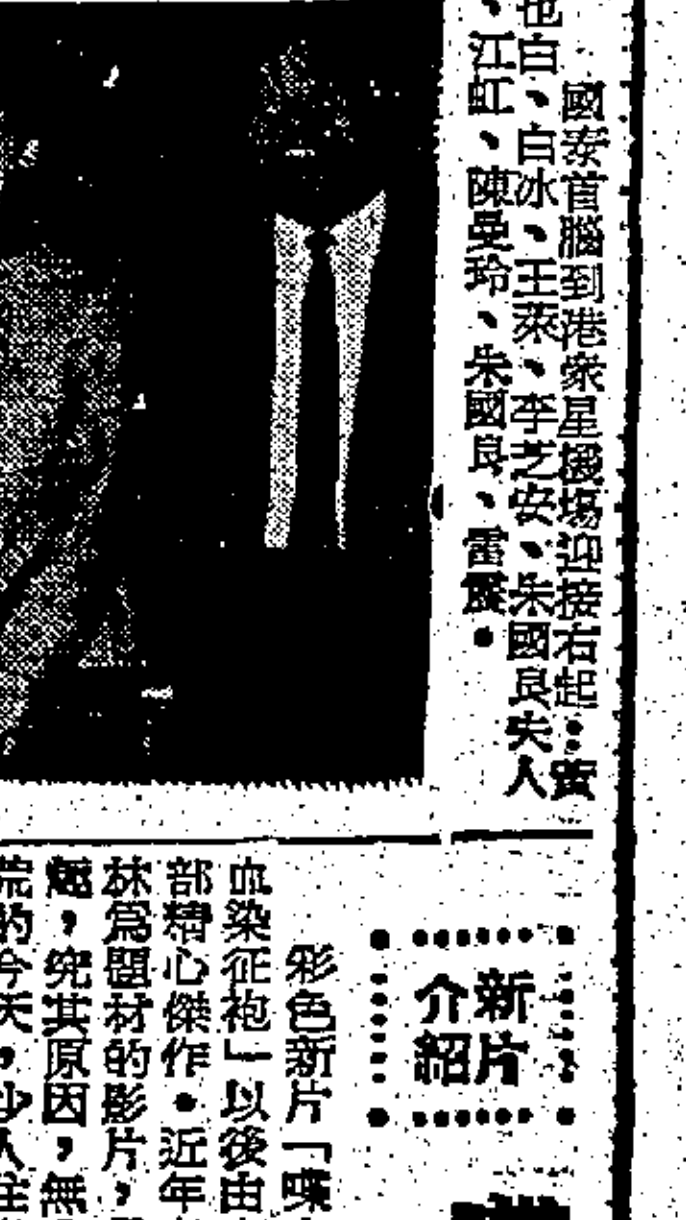 國泰首腦到港衆星機場迎接右起：黃
也白、白冰、王萊、李芝安、朱國良夫人
、江虹、陳曼玲、朱國良、雷震。
新片
介紹
彩色新片「喋
血染征袍」以後由
部精心傑作。近年
林爲題材的影片，
魎，究其原因，無
荒的今天，少人往